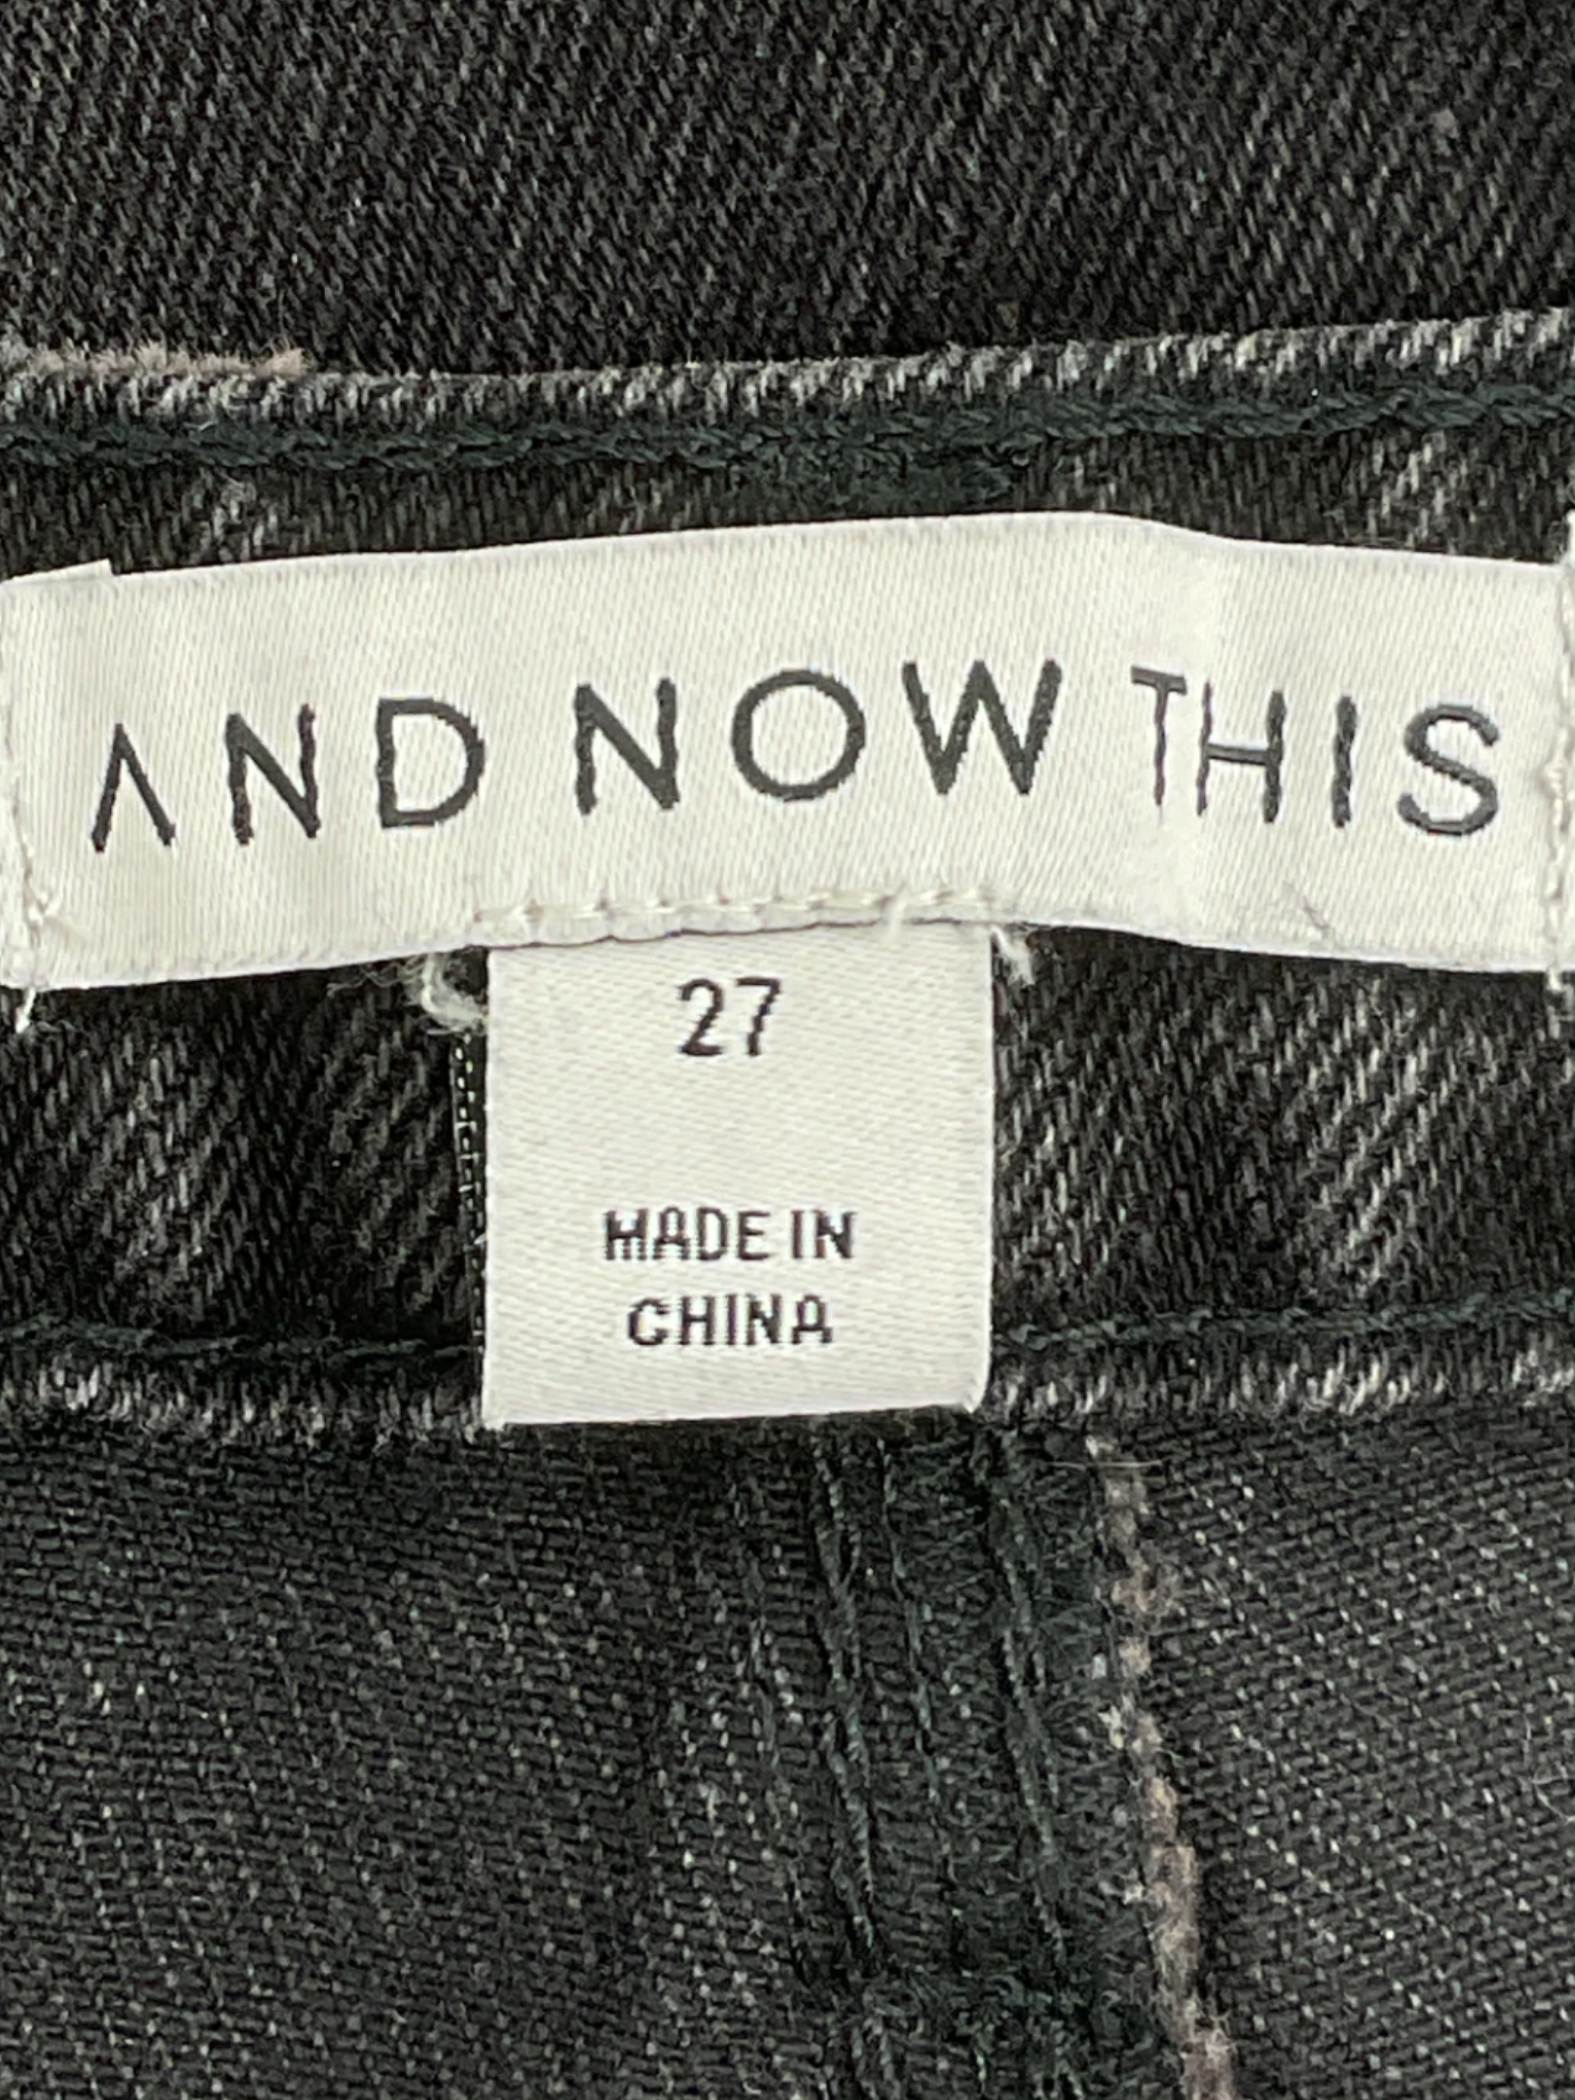 AND NOW THIS
27
MADE IN
CHINA